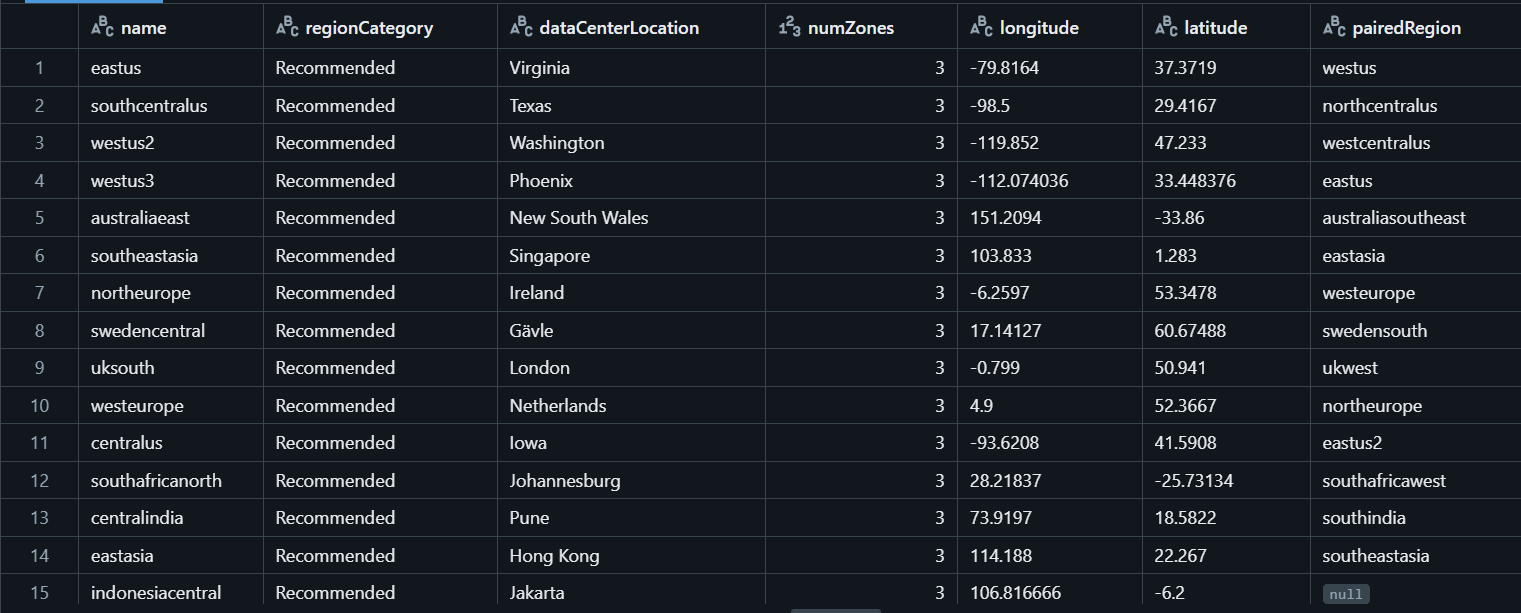 ABC name ABC regionCategory ABC dataCenterLocation 123 numZones ABC longitude ABC latitude ABC pairedRegion
1 eastus Recommended Virginia 3 -79.8164 37.3719 westus
2 southcentralus Recommended Texas 3 -98.5 29.4167 northcentralus
3 westus2 Recommended Washington 3 -119.852 47.233 westcentralus
4 westus3 Recommended Phoenix 3 -112.074036 33.448376 eastus
5 australiaeast Recommended New South Wales 3 151.2094 -33.86 australiasoutheast
6 southeastasia Recommended Singapore 3 103.833 1.283 eastasia
7 northeurope Recommended Ireland 3 -6.2597 53.3478 westeurope
8 swedencentral Recommended Gävle 3 17.14127 60.67488 swedensouth
9 uksouth Recommended London 3 -0.799 50.941 ukwest
10 westeurope Recommended Netherlands 3 4.9 52.3667 northeurope
11 centralus Recommended Iowa 3 -93.6208 41.5908 eastus2
12 southafricanorth Recommended Johannesburg 3 28.21837 -25.73134 southafricawest
13 centralindia Recommended Pune 3 73.9197 18.5822 southindia
14 eastasia Recommended Hong Kong 3 114.188 22.267 southeastasia
15 indonesiacentral Recommended Jakarta 3 106.816666 -6.2 null